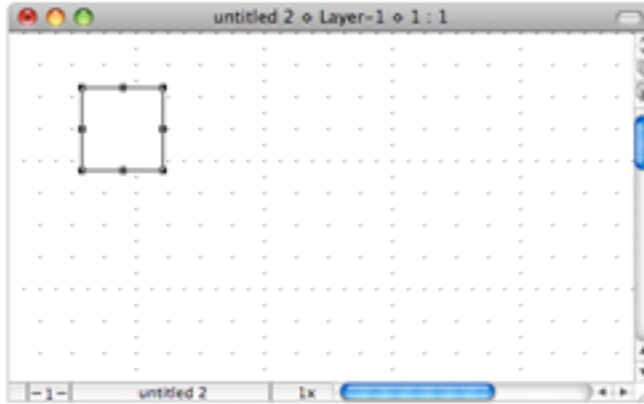 untitled 2 ⋄ Layer-1 ⋄ 1 : 1
-1- untitled 2 1x